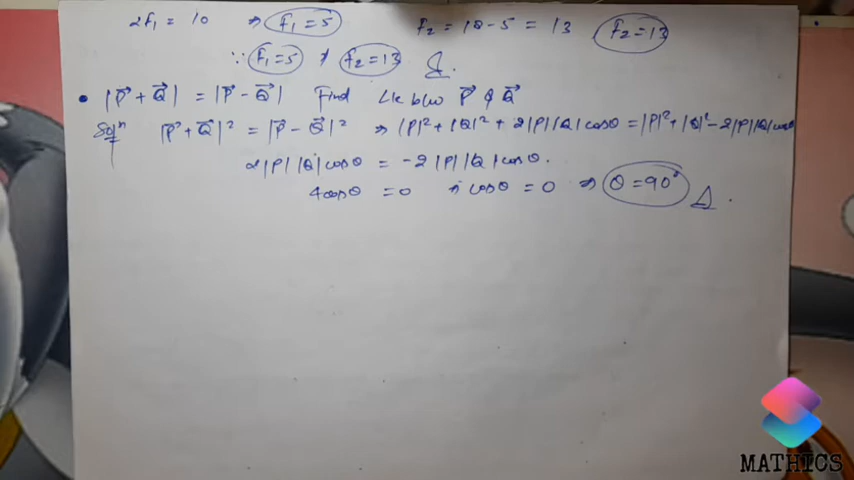 2F₁ = 10 ⇒ F₁ = 5 F₂ = 18 - 5 = 13 F₂ = 13
∵ F₁ = 5 & F₂ = 13
• |P⃗ + Q⃗| = |P⃗ - Q⃗| Find ∠le b/w P⃗ & Q⃗
Solⁿ |P⃗ + Q⃗|² = |P⃗ - Q⃗|² ⇒ |P|² + |Q|² + 2|P||Q| cosθ = |P|² + |Q|² - 2|P||Q| cosθ
2|P||Q| cosθ = -2|P||Q| cosθ.
4cosθ = 0 ⇒ cosθ = 0 ⇒ θ = 90°
MATHICS